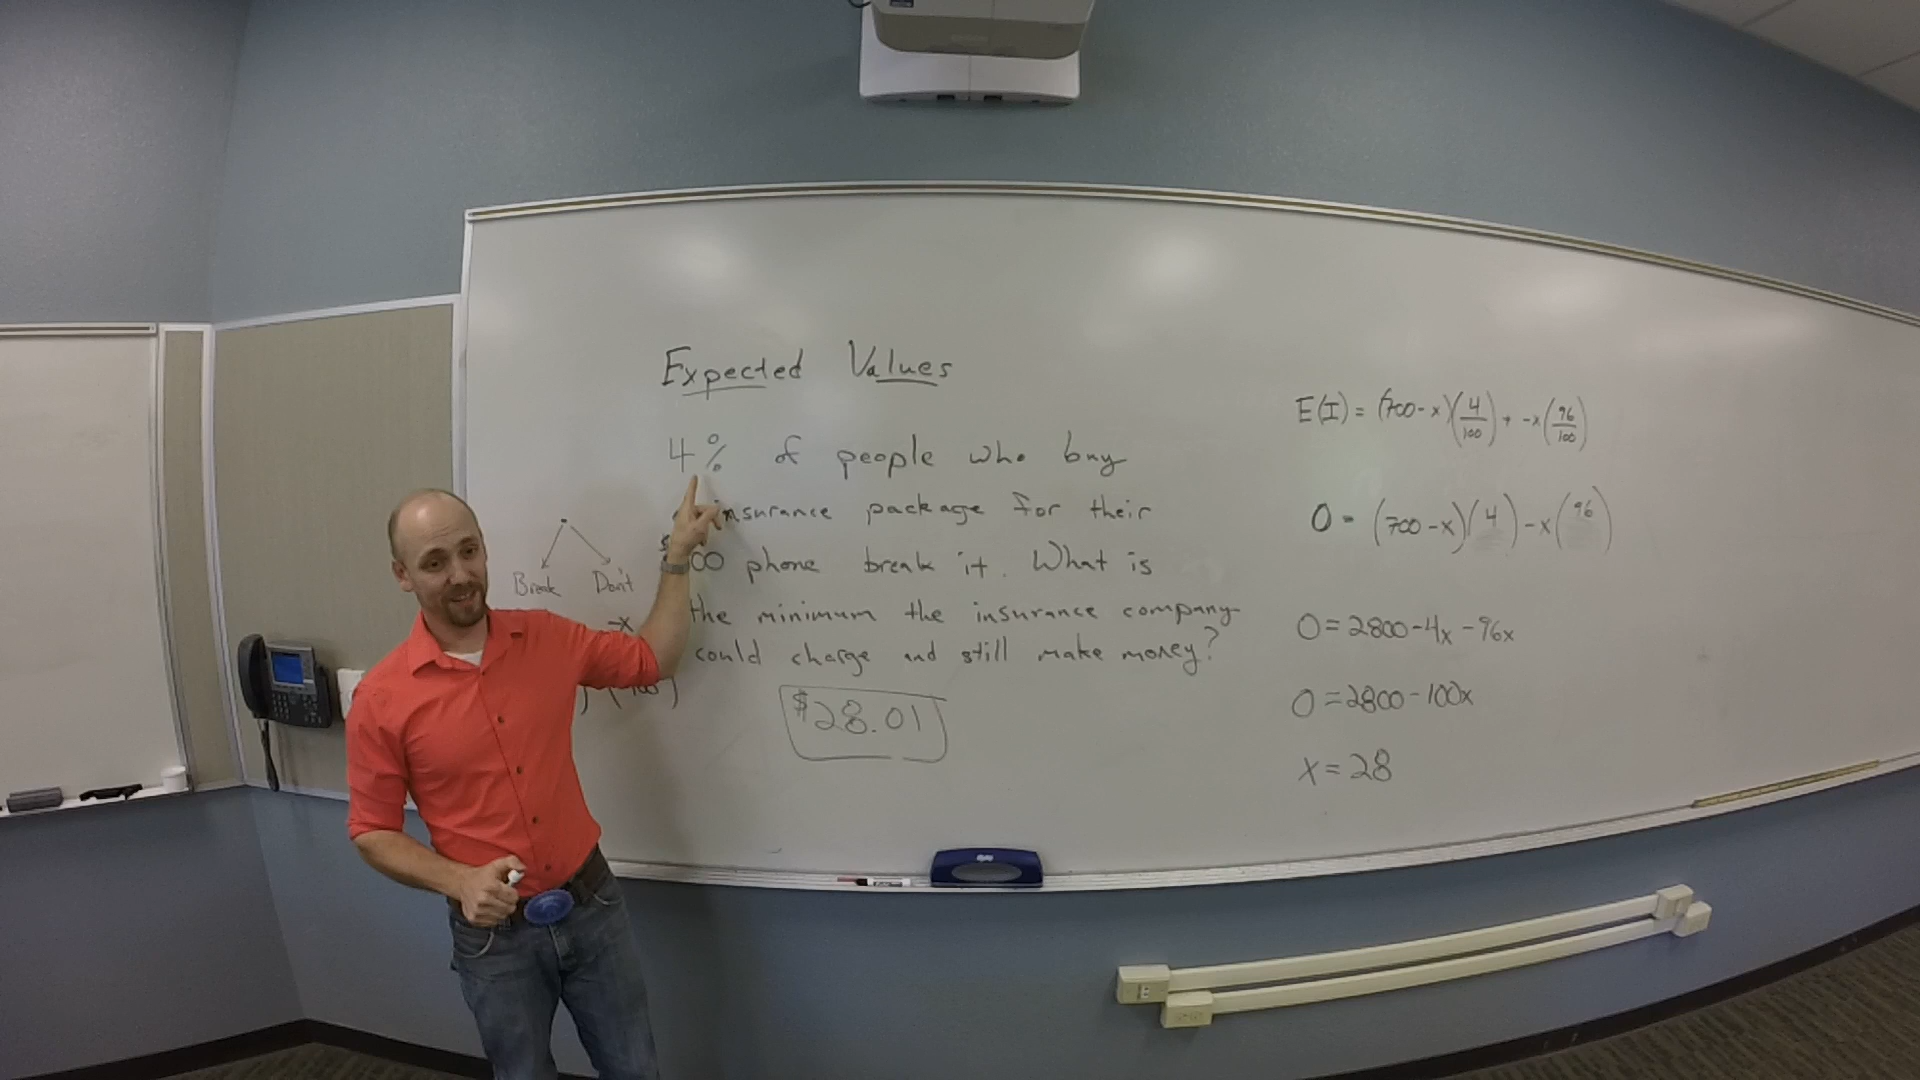 Expected Values
4% of people who buy
insurance package for their
00 phone break it. What is
the minimum the insurance company
could charge and still make money?
$28.01
Break Don't
-x
E(I) = (700-x)(4/100) + -x(96/100)
0 = (700-x)(4) - x(96)
0 = 2800 - 4x - 96x
0 = 2800 - 100x
x = 28